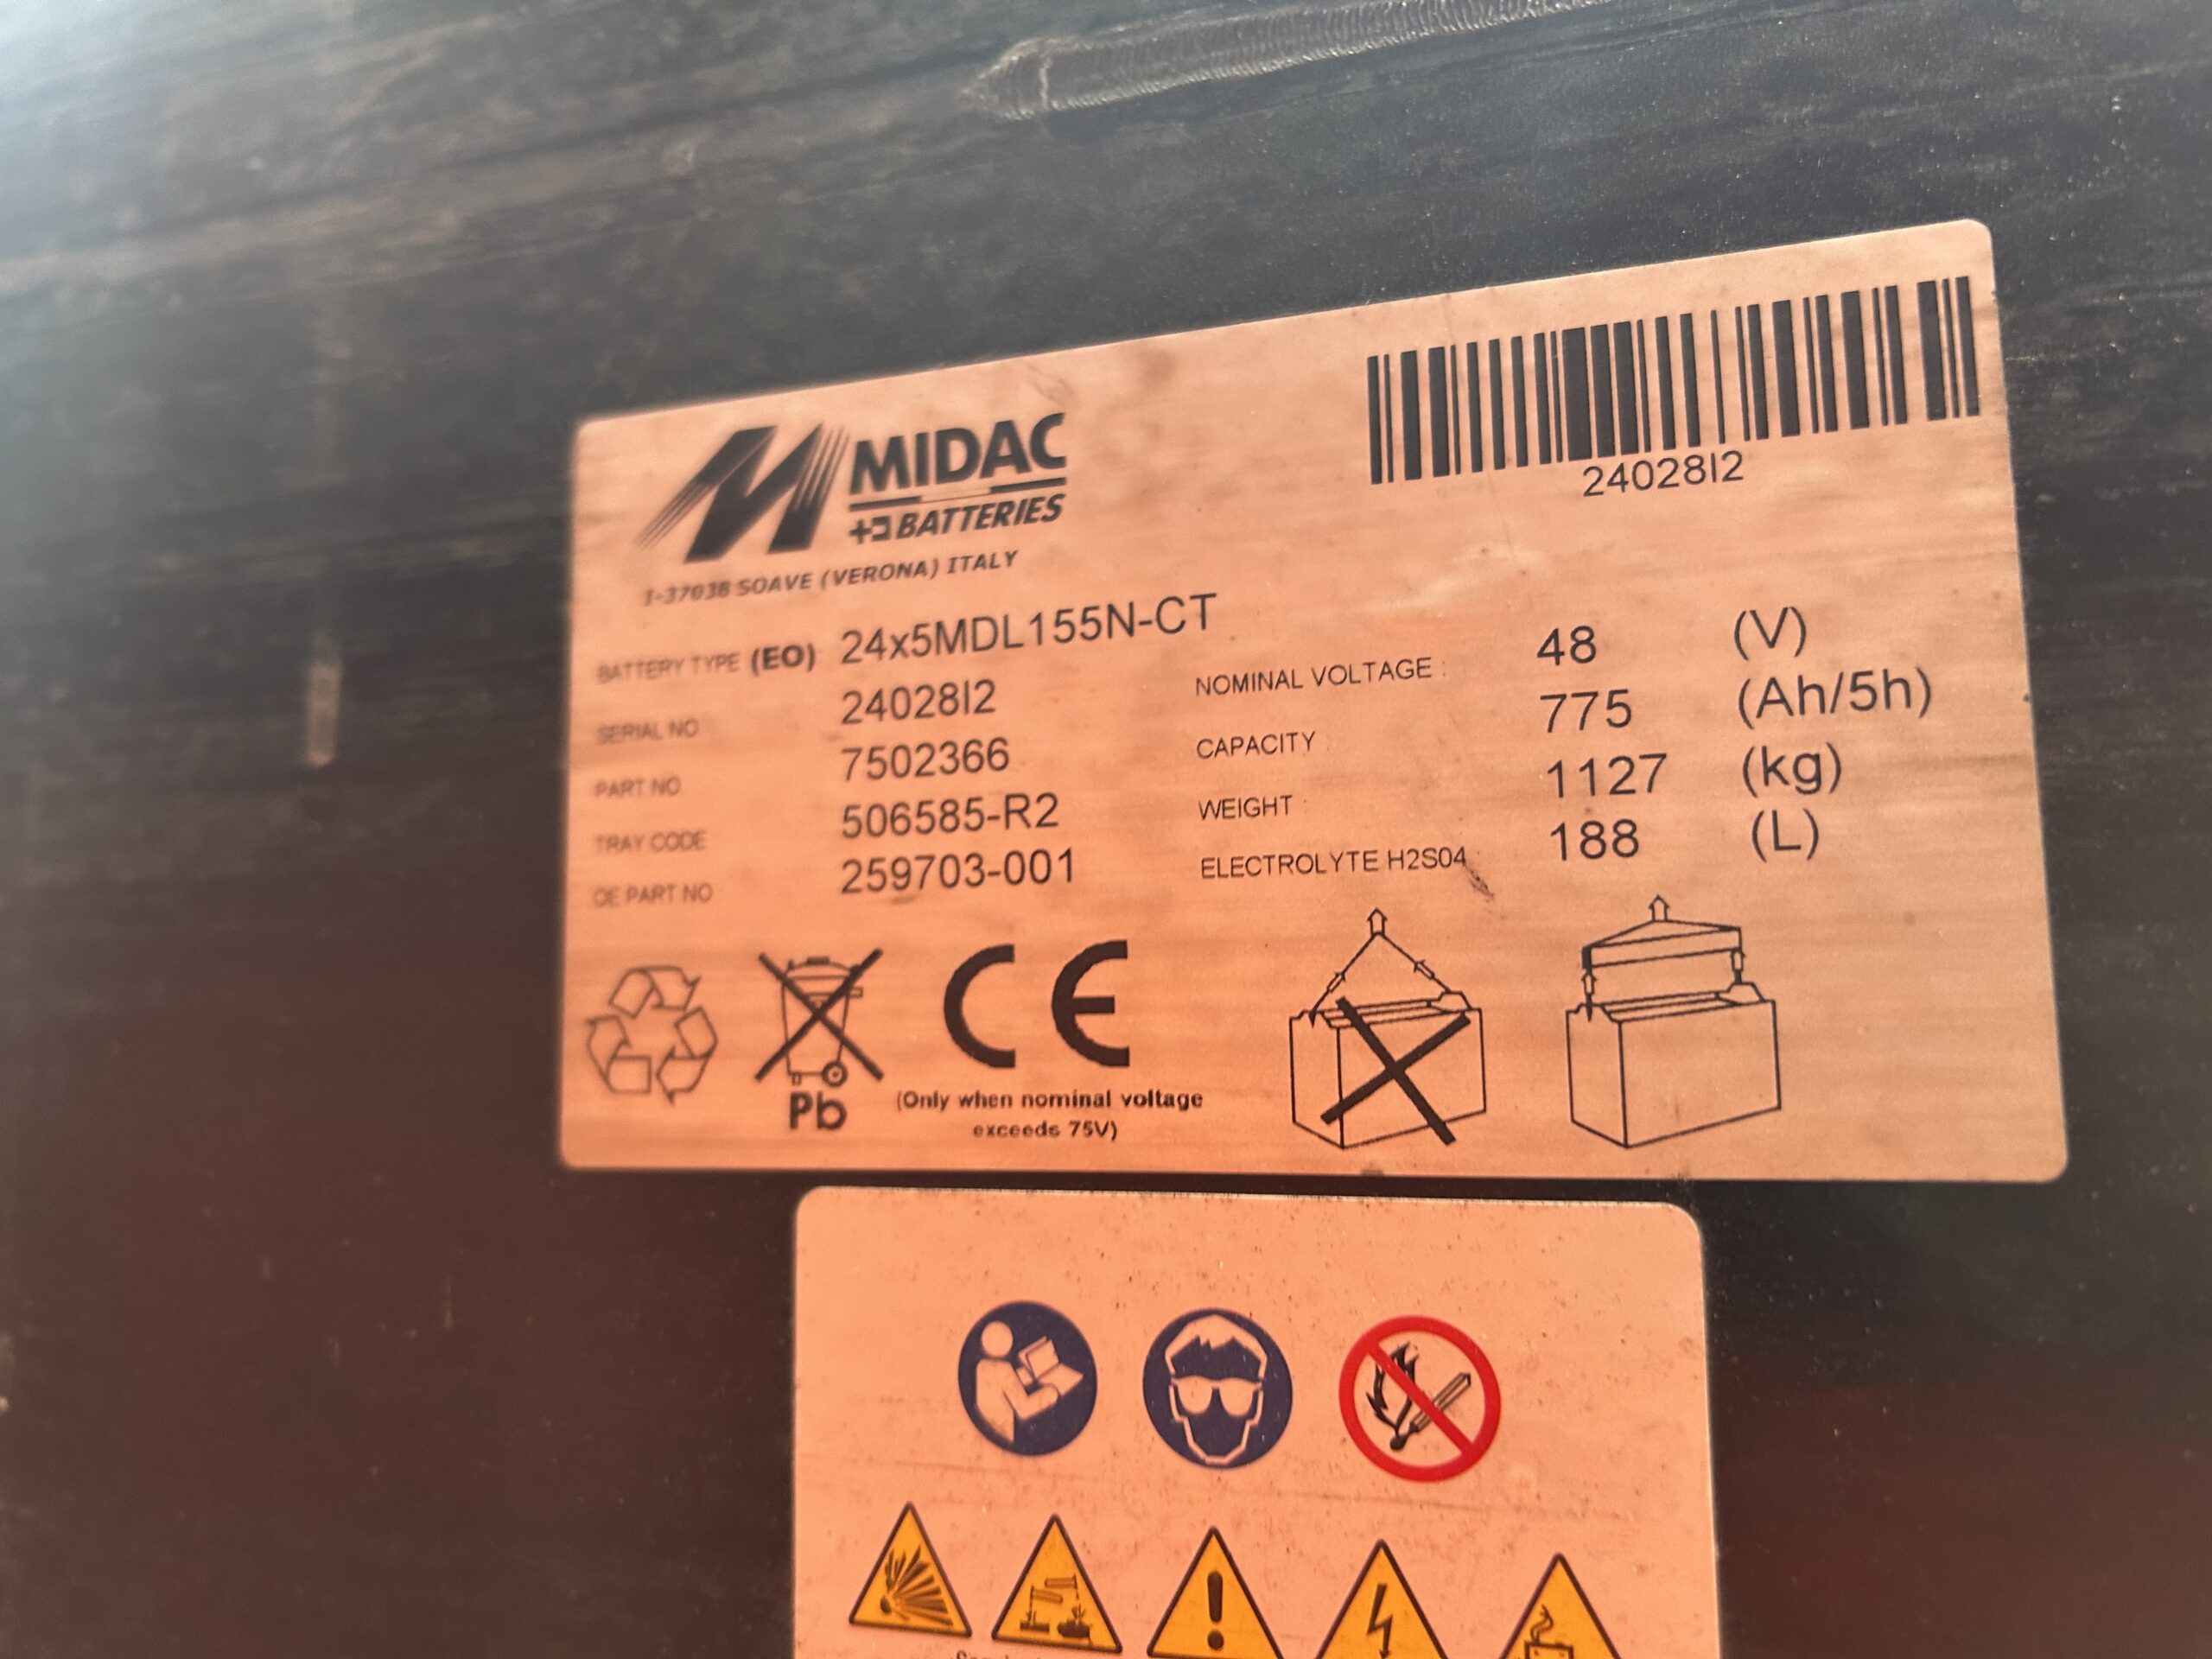 24028I2
MIDAC
BATTERIES
I-37038 SOAVE (VERONA) ITALY
BATTERY TYPE (EO) 24x5MDL155N-CT
SERIAL NO 24028I2
PART NO 7502366
TRAY CODE 506585-R2
OE PART NO 259703-001
NOMINAL VOLTAGE : 48 (V)
CAPACITY : 775 (Ah/5h)
WEIGHT : 1127 (kg)
ELECTROLYTE H2S04 : 188 (L)
CE
Pb
(Only when nominal voltage
exceeds 75V)